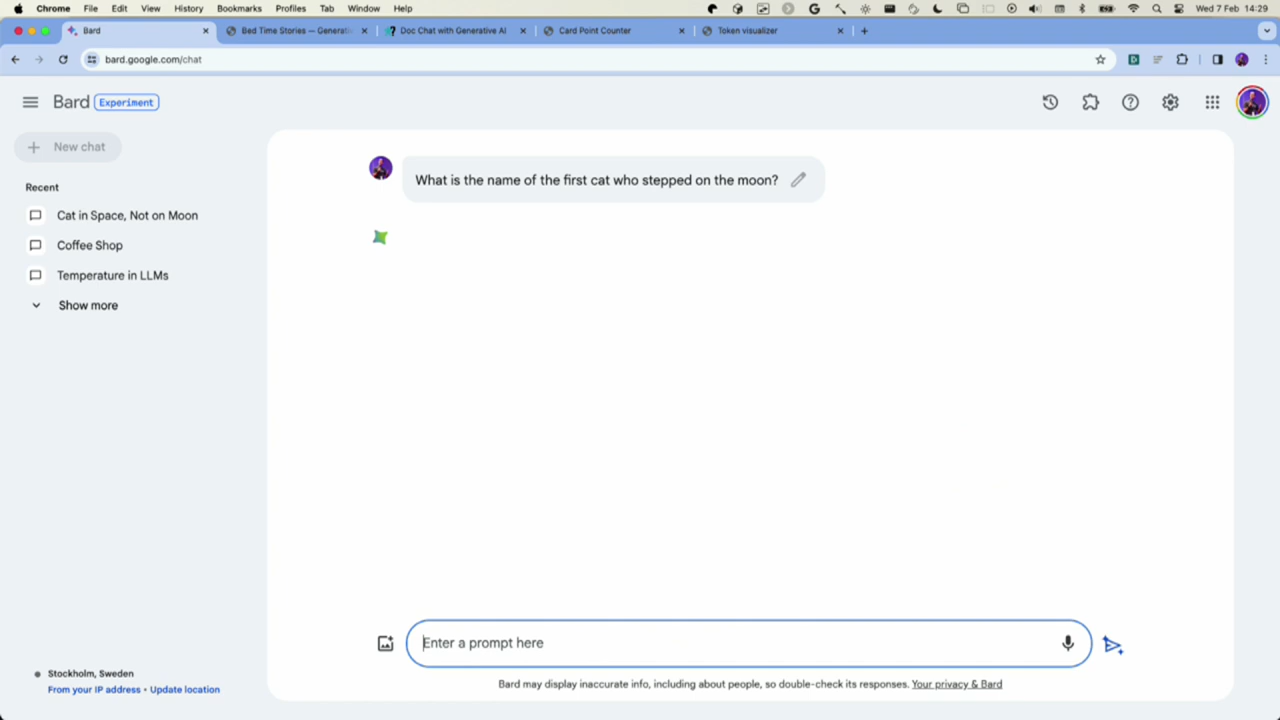 Chrome File Edit View History Bookmarks Profiles Tab Window Help Wed 7 Feb 14:29
Bard Bed Time Stories — Generati Doc Chat with Generative AI Card Point Counter Token visualizer
bard.google.com/chat
Bard Experiment
New chat
Recent
Cat in Space, Not on Moon
Coffee Shop
Temperature in LLMs
Show more
What is the name of the first cat who stepped on the moon?
Enter a prompt here
Stockholm, Sweden
From your IP address • Update location
Bard may display inaccurate info, including about people, so double-check its responses. Your privacy & Bard